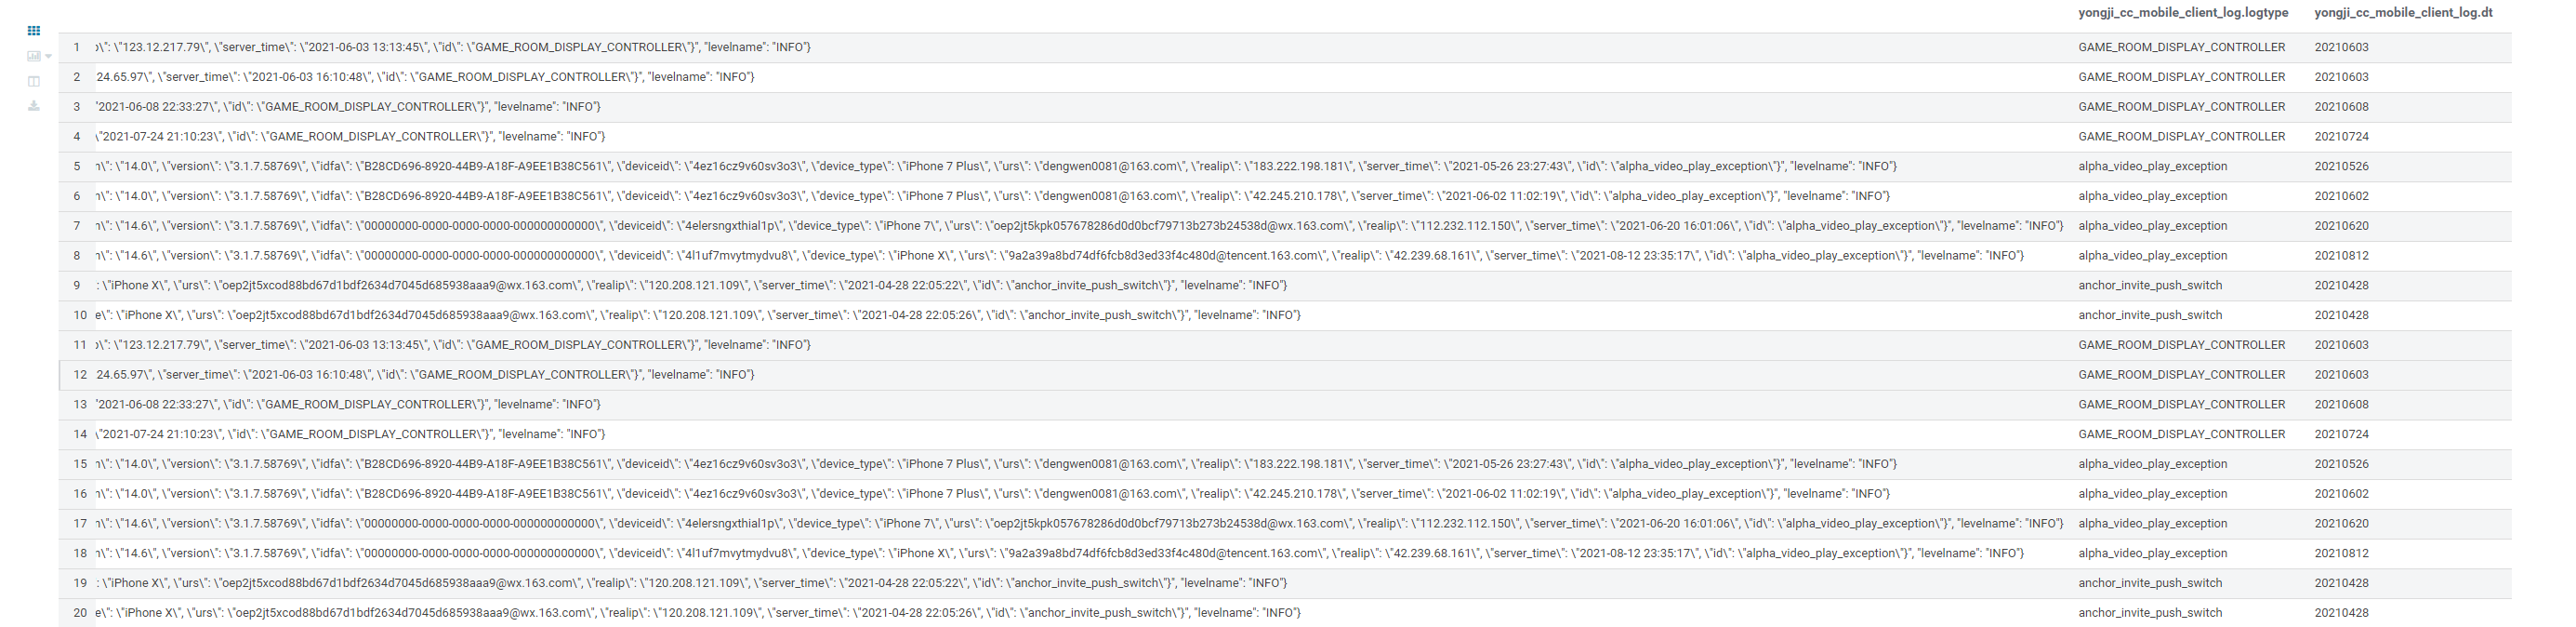 yongji_cc_mobile_client_log.logtype yongji_cc_mobile_client_log.dt
1 \": \"123.12.217.79\", \"server_time\": \"2021-06-03 13:13:45\", \"id\": \"GAME_ROOM_DISPLAY_CONTROLLER\"}", "levelname": "INFO"} GAME_ROOM_DISPLAY_CONTROLLER 20210603
2 24.65.97\", \"server_time\": \"2021-06-03 16:10:48\", \"id\": \"GAME_ROOM_DISPLAY_CONTROLLER\"}", "levelname": "INFO"} GAME_ROOM_DISPLAY_CONTROLLER 20210603
3 "2021-06-08 22:33:27\", \"id\": \"GAME_ROOM_DISPLAY_CONTROLLER\"}", "levelname": "INFO"} GAME_ROOM_DISPLAY_CONTROLLER 20210608
4 \"2021-07-24 21:10:23\", \"id\": \"GAME_ROOM_DISPLAY_CONTROLLER\"}", "levelname": "INFO"} GAME_ROOM_DISPLAY_CONTROLLER 20210724
5 \": \"14.0\", \"version\": \"3.1.7.58769\", \"idfa\": \"B28CD696-8920-44B9-A18F-A9EE1B38C561\", \"deviceid\": \"4ez16cz9v60sv3o3\", \"device_type\": \"iPhone 7 Plus\", \"urs\": \"dengwen0081@163.com\", \"realip\": \"183.222.198.181\", \"server_time\": \"2021-05-26 23:27:43\", \"id\": \"alpha_video_play_exception\"}", "levelname": "INFO"} alpha_video_play_exception 20210526
6 \": \"14.0\", \"version\": \"3.1.7.58769\", \"idfa\": \"B28CD696-8920-44B9-A18F-A9EE1B38C561\", \"deviceid\": \"4ez16cz9v60sv3o3\", \"device_type\": \"iPhone 7 Plus\", \"urs\": \"dengwen0081@163.com\", \"realip\": \"42.245.210.178\", \"server_time\": \"2021-06-02 11:02:19\", \"id\": \"alpha_video_play_exception\"}", "levelname": "INFO"} alpha_video_play_exception 20210602
7 \": \"14.6\", \"version\": \"3.1.7.58769\", \"idfa\": \"00000000-0000-0000-0000-000000000000\", \"deviceid\": \"4elersngxthial1p\", \"device_type\": \"iPhone 7\", \"urs\": \"oep2jt5kpk057678286d0d0bcf79713b273b24538d@wx.163.com\", \"realip\": \"112.232.112.150\", \"server_time\": \"2021-06-20 16:01:06\", \"id\": \"alpha_video_play_exception\"}", "levelname": "INFO"} alpha_video_play_exception 20210620
8 \": \"14.6\", \"version\": \"3.1.7.58769\", \"idfa\": \"00000000-0000-0000-0000-000000000000\", \"deviceid\": \"4l1uf7mvytmydvu8\", \"device_type\": \"iPhone X\", \"urs\": \"9a2a39a8bd74df6fcb8d3ed33f4c480d@tencent.163.com\", \"realip\": \"42.239.68.161\", \"server_time\": \"2021-08-12 23:35:17\", \"id\": \"alpha_video_play_exception\"}", "levelname": "INFO"} alpha_video_play_exception 20210812
9 : \"iPhone X\", \"urs\": \"oep2jt5xcod88bd67d1bdf2634d7045d685938aaa9@wx.163.com\", \"realip\": \"120.208.121.109\", \"server_time\": \"2021-04-28 22:05:22\", \"id\": \"anchor_invite_push_switch\"}", "levelname": "INFO"} anchor_invite_push_switch 20210428
10 e\": \"iPhone X\", \"urs\": \"oep2jt5xcod88bd67d1bdf2634d7045d685938aaa9@wx.163.com\", \"realip\": \"120.208.121.109\", \"server_time\": \"2021-04-28 22:05:26\", \"id\": \"anchor_invite_push_switch\"}", "levelname": "INFO"} anchor_invite_push_switch 20210428
11 \": \"123.12.217.79\", \"server_time\": \"2021-06-03 13:13:45\", \"id\": \"GAME_ROOM_DISPLAY_CONTROLLER\"}", "levelname": "INFO"} GAME_ROOM_DISPLAY_CONTROLLER 20210603
12 24.65.97\", \"server_time\": \"2021-06-03 16:10:48\", \"id\": \"GAME_ROOM_DISPLAY_CONTROLLER\"}", "levelname": "INFO"} GAME_ROOM_DISPLAY_CONTROLLER 20210603
13 "2021-06-08 22:33:27\", \"id\": \"GAME_ROOM_DISPLAY_CONTROLLER\"}", "levelname": "INFO"} GAME_ROOM_DISPLAY_CONTROLLER 20210608
14 \"2021-07-24 21:10:23\", \"id\": \"GAME_ROOM_DISPLAY_CONTROLLER\"}", "levelname": "INFO"} GAME_ROOM_DISPLAY_CONTROLLER 20210724
15 \": \"14.0\", \"version\": \"3.1.7.58769\", \"idfa\": \"B28CD696-8920-44B9-A18F-A9EE1B38C561\", \"deviceid\": \"4ez16cz9v60sv3o3\", \"device_type\": \"iPhone 7 Plus\", \"urs\": \"dengwen0081@163.com\", \"realip\": \"183.222.198.181\", \"server_time\": \"2021-05-26 23:27:43\", \"id\": \"alpha_video_play_exception\"}", "levelname": "INFO"} alpha_video_play_exception 20210526
16 \": \"14.0\", \"version\": \"3.1.7.58769\", \"idfa\": \"B28CD696-8920-44B9-A18F-A9EE1B38C561\", \"deviceid\": \"4ez16cz9v60sv3o3\", \"device_type\": \"iPhone 7 Plus\", \"urs\": \"dengwen0081@163.com\", \"realip\": \"42.245.210.178\", \"server_time\": \"2021-06-02 11:02:19\", \"id\": \"alpha_video_play_exception\"}", "levelname": "INFO"} alpha_video_play_exception 20210602
17 \": \"14.6\", \"version\": \"3.1.7.58769\", \"idfa\": \"00000000-0000-0000-0000-000000000000\", \"deviceid\": \"4elersngxthial1p\", \"device_type\": \"iPhone 7\", \"urs\": \"oep2jt5kpk057678286d0d0bcf79713b273b24538d@wx.163.com\", \"realip\": \"112.232.112.150\", \"server_time\": \"2021-06-20 16:01:06\", \"id\": \"alpha_video_play_exception\"}", "levelname": "INFO"} alpha_video_play_exception 20210620
18 \": \"14.6\", \"version\": \"3.1.7.58769\", \"idfa\": \"00000000-0000-0000-0000-000000000000\", \"deviceid\": \"4l1uf7mvytmydvu8\", \"device_type\": \"iPhone X\", \"urs\": \"9a2a39a8bd74df6fcb8d3ed33f4c480d@tencent.163.com\", \"realip\": \"42.239.68.161\", \"server_time\": \"2021-08-12 23:35:17\", \"id\": \"alpha_video_play_exception\"}", "levelname": "INFO"} alpha_video_play_exception 20210812
19 : \"iPhone X\", \"urs\": \"oep2jt5xcod88bd67d1bdf2634d7045d685938aaa9@wx.163.com\", \"realip\": \"120.208.121.109\", \"server_time\": \"2021-04-28 22:05:22\", \"id\": \"anchor_invite_push_switch\"}", "levelname": "INFO"} anchor_invite_push_switch 20210428
20 e\": \"iPhone X\", \"urs\": \"oep2jt5xcod88bd67d1bdf2634d7045d685938aaa9@wx.163.com\", \"realip\": \"120.208.121.109\", \"server_time\": \"2021-04-28 22:05:26\", \"id\": \"anchor_invite_push_switch\"}", "levelname": "INFO"} anchor_invite_push_switch 20210428